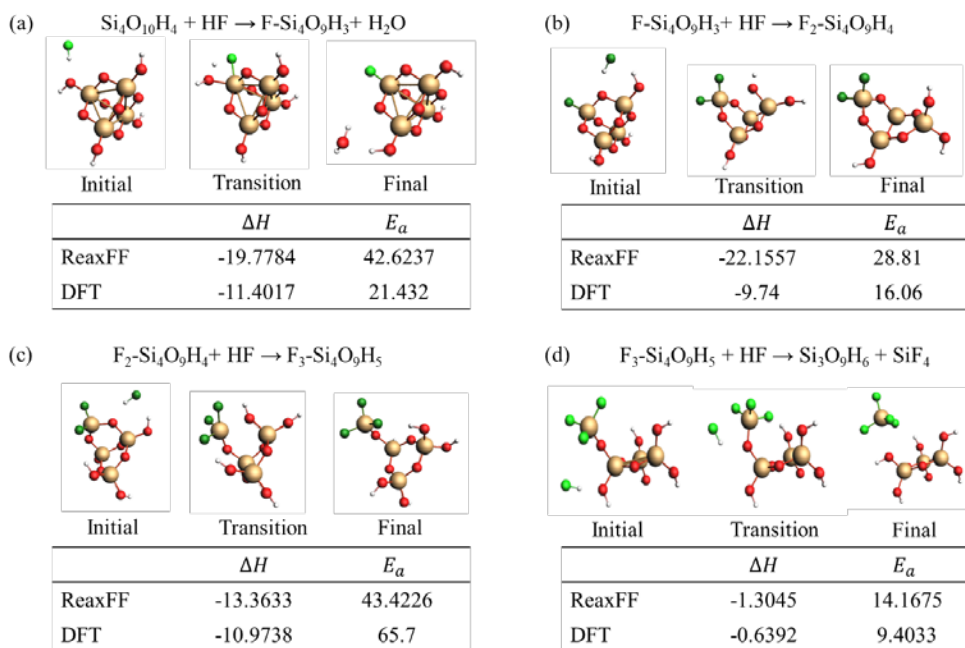 (a) Si₄O₁₀H₄ + HF → F-Si₄O₉H₃+ H₂O
Initial Transition Final
ΔH Eₐ
ReaxFF -19.7784 42.6237
DFT -11.4017 21.432
(b) F-Si₄O₉H₃+ HF → F₂-Si₄O₉H₄
Initial Transition Final
ΔH Eₐ
ReaxFF -22.1557 28.81
DFT -9.74 16.06
(c) F₂-Si₄O₉H₄+ HF → F₃-Si₄O₉H₅
Initial Transition Final
ΔH Eₐ
ReaxFF -13.3633 43.4226
DFT -10.9738 65.7
(d) F₃-Si₄O₉H₅ + HF → Si₃O₉H₆ + SiF₄
Initial Transition Final
ΔH Eₐ
ReaxFF -1.3045 14.1675
DFT -0.6392 9.4033